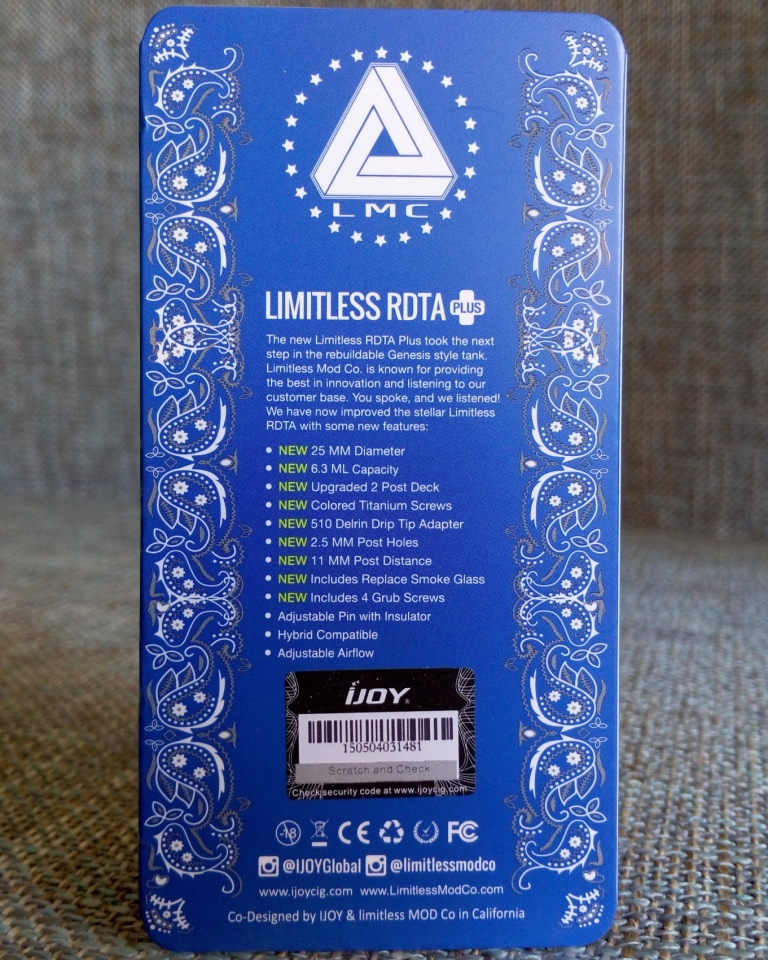 LMC
LIMITLESS RDTA PLUS
The new Limitless RDTA Plus took the next
step in the rebuildable Genesis style tank.
Limitless Mod Co. is known for providing
the best in innovation and listening to our
customer base. You spoke, and we listened!
We have now improved the stellar Limitless
RDTA with some new features:
• NEW 25 MM Diameter
• NEW 6.3 ML Capacity
• NEW Upgraded 2 Post Deck
• NEW Colored Titanium Screws
• NEW 510 Delrin Drip Tip Adapter
• NEW 2.5 MM Post Holes
• NEW 11 MM Post Distance
• NEW Includes Replace Smoke Glass
• NEW Includes 4 Grub Screws
• Adjustable Pin with Insulator
• Hybrid Compatible
• Adjustable Airflow
iJOY®
150504031481
Scratch and Check
Check security code at www.ijoycig.com
-18 CE FC
@IJOYGlobal @limitlessmodco
www.ijoycig.com www.LimitlessModCo.com
Co-Designed by IJOY & limitless MOD Co in California